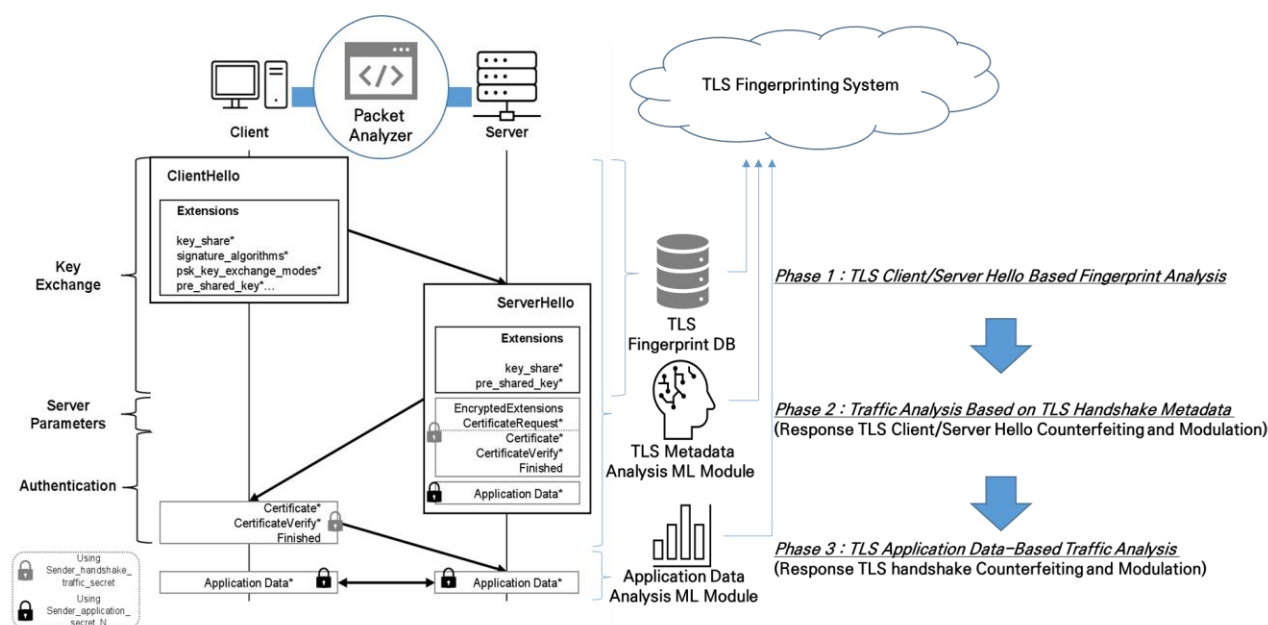 Client
Packet
Analyzer
Server
TLS Fingerprinting System
Key
Exchange
Server
Parameters
Authentication
ClientHello
Extensions
key_share*
signature_algorithms*
psk_key_exchange_modes*
pre_shared_key*...
ServerHello
Extensions
key_share*
pre_shared_key*
EncryptedExtensions
CertificateRequest*
Certificate*
CertificateVerify*
Finished
Application Data*
Certificate*
CertificateVerify*
Finished
Application Data*
Application Data*
Using
Sender_handshake_
traffic_secret
Using
Sender_application_
secret_N
TLS
Fingerprint DB
TLS Metadata
Analysis ML Module
Application Data
Analysis ML Module
Phase 1 : TLS Client/Server Hello Based Fingerprint Analysis
Phase 2 : Traffic Analysis Based on TLS Handshake Metadata
(Response TLS Client/Server Hello Counterfeiting and Modulation)
Phase 3 : TLS Application Data-Based Traffic Analysis
(Response TLS handshake Counterfeiting and Modulation)